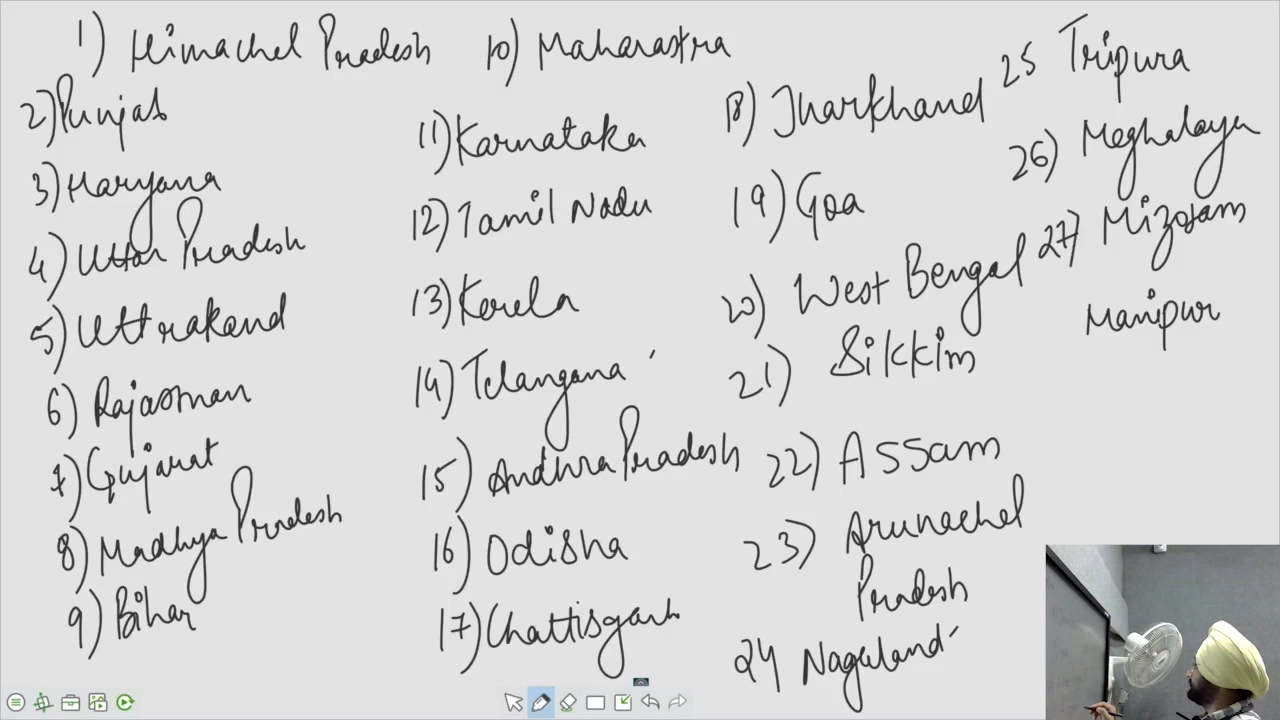 1) Himachel Pradesh
2) Punjab
3) Haryana
4) Uttar Pradesh
5) Uttrakand
6) Rajasthan
7) Gujarat
8) Madhya Pradesh
9) Bihar
10) Maharastra
11) Karnataka
12) Tamil Nadu
13) Kerela
14) Telangana
15) Andhra Pradesh
16) Odisha
17) Chattisgarh
18) Jharkhand
19) Goa
20) West Bengal
21) Sikkim
22) Assam
23) Arunachel
Pradesh
24 Nagaland
25 Tripura
26) Meghalaya
27) Mizoram
Manipur